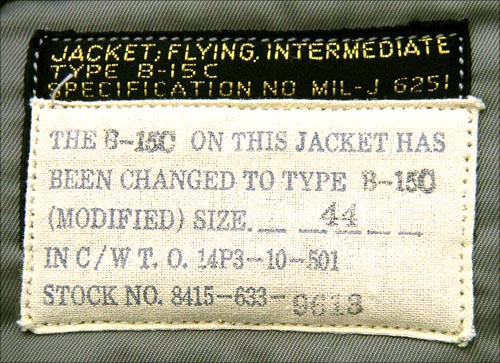 JACKET, FLYING, INTERMEDIATE
TYPE B-15C
SPECIFICATION NO MIL-J 6251
THE B-15C ON THIS JACKET HAS
BEEN CHANGED TO TYPE B-15C
(MODIFIED) SIZE. 44
IN C/W T. O. 14P3-10-501
STOCK NO. 8415-633-9618